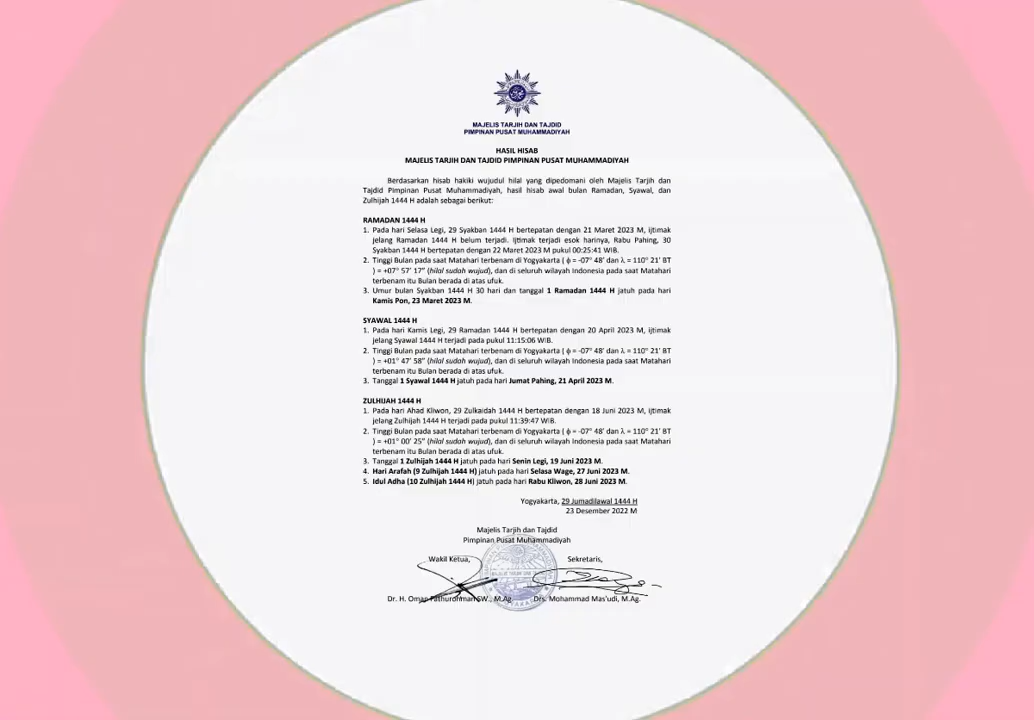 MAJELIS TARJIH DAN TAJDID
PIMPINAN PUSAT MUHAMMADIYAH
HASIL HISAB
MAJELIS TARJIH DAN TAJDID PIMPINAN PUSAT MUHAMMADIYAH
Berdasarkan hisab hakiki wujudul hilal yang dipedomani oleh Majelis Tarjih dan
Tajdid Pimpinan Pusat Muhammadiyah, hasil hisab awal bulan Ramadan, Syawal, dan
Zulhijah 1444 H adalah sebagai berikut:
RAMADAN 1444 H
1. Pada hari Selasa Legi, 29 Syakban 1444 H bertepatan dengan 21 Maret 2023 M, ijtimak
jelang Ramadan 1444 H belum terjadi. Ijtimak terjadi esok harinya, Rabu Pahing, 30
Syakban 1444 H bertepatan dengan 22 Maret 2023 M pukul 00:25:41 WIB.
2. Tinggi Bulan pada saat Matahari terbenam di Yogyakarta ( ϕ = -07° 48' dan λ = 110° 21' BT
) = +07° 57' 17" (hilal sudah wujud), dan di seluruh wilayah Indonesia pada saat Matahari
terbenam itu Bulan berada di atas ufuk.
3. Umur bulan Syakban 1444 H 30 hari dan tanggal 1 Ramadan 1444 H jatuh pada hari
Kamis Pon, 23 Maret 2023 M.
SYAWAL 1444 H
1. Pada hari Kamis Legi, 29 Ramadan 1444 H bertepatan dengan 20 April 2023 M, ijtimak
jelang Syawal 1444 H terjadi pada pukul 11:15:06 WIB.
2. Tinggi Bulan pada saat Matahari terbenam di Yogyakarta ( ϕ = -07° 48' dan λ = 110° 21' BT
) = +01° 47' 58" (hilal sudah wujud), dan di seluruh wilayah Indonesia pada saat Matahari
terbenam itu Bulan berada di atas ufuk.
3. Tanggal 1 Syawal 1444 H jatuh pada hari Jumat Pahing, 21 April 2023 M.
ZULHIJAH 1444 H
1. Pada hari Ahad Kliwon, 29 Zulkaidah 1444 H bertepatan dengan 18 Juni 2023 M, ijtimak
jelang Zulhijah 1444 H terjadi pada pukul 11:39:47 WIB.
2. Tinggi Bulan pada saat Matahari terbenam di Yogyakarta ( ϕ = -07° 48' dan λ = 110° 21' BT
) = +01° 00' 25" (hilal sudah wujud), dan di seluruh wilayah Indonesia pada saat Matahari
terbenam itu Bulan berada di atas ufuk.
3. Tanggal 1 Zulhijah 1444 H jatuh pada hari Senin Legi, 19 Juni 2023 M.
4. Hari Arafah (9 Zulhijah 1444 H) jatuh pada hari Selasa Wage, 27 Juni 2023 M.
5. Idul Adha (10 Zulhijah 1444 H) jatuh pada hari Rabu Kliwon, 28 Juni 2023 M.
Yogyakarta, 29 Jumadilawal 1444 H
23 Desember 2022 M
Majelis Tarjih dan Tajdid
Pimpinan Pusat Muhammadiyah
Wakil Ketua, Sekretaris,
Dr. H. Oman Fathurohman SW., M.Ag. Drs. Mohammad Mas'udi, M.Ag.